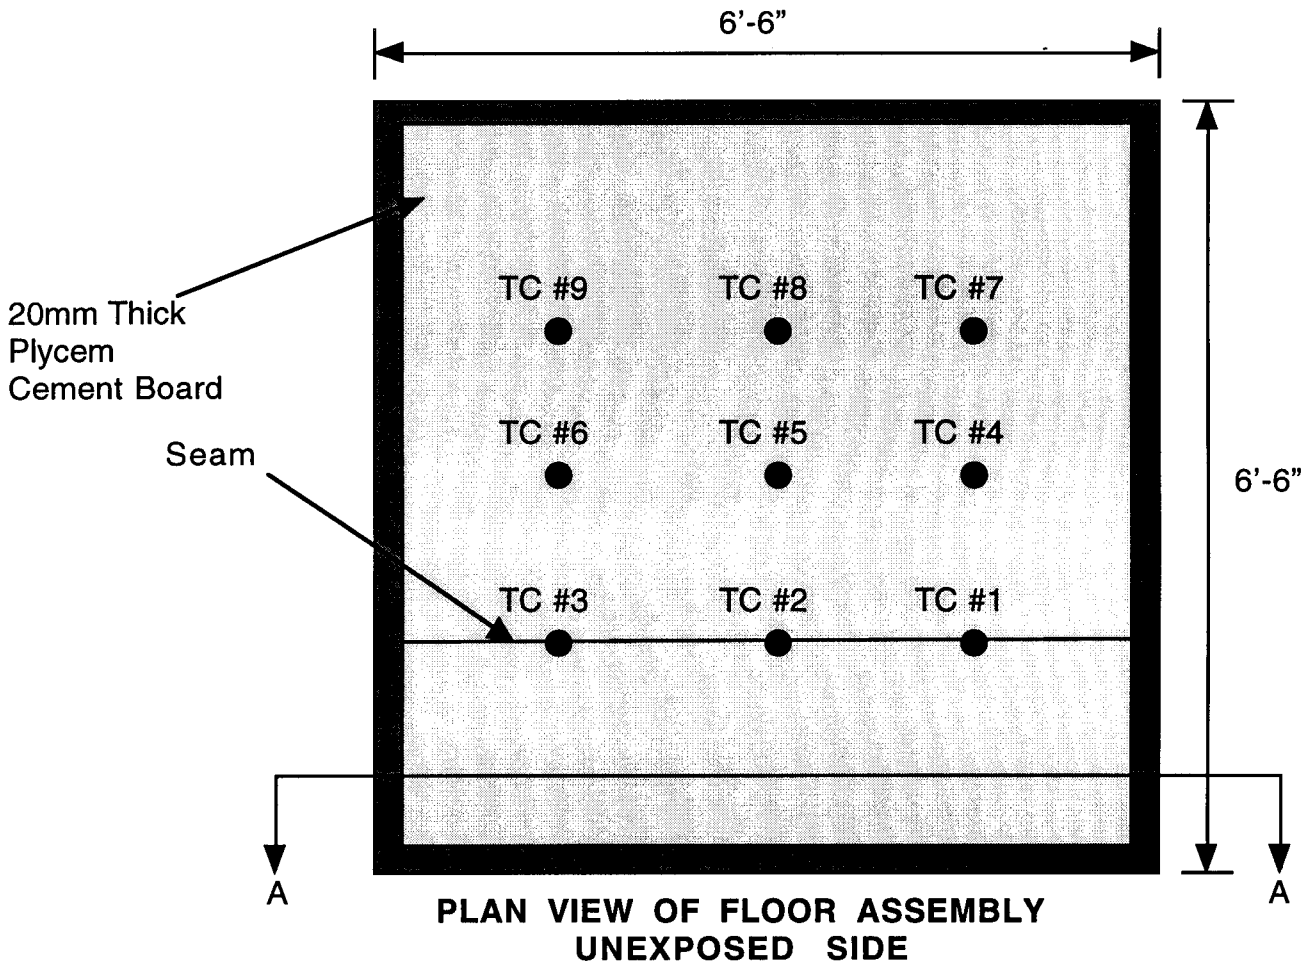 6'-6"
TC #9 TC #8 TC #7
20mm Thick
Plycem
Cement Board
TC #6 TC #5 TC #4
Seam
6'-6"
TC #3 TC #2 TC #1
A A
PLAN VIEW OF FLOOR ASSEMBLY
UNEXPOSED SIDE